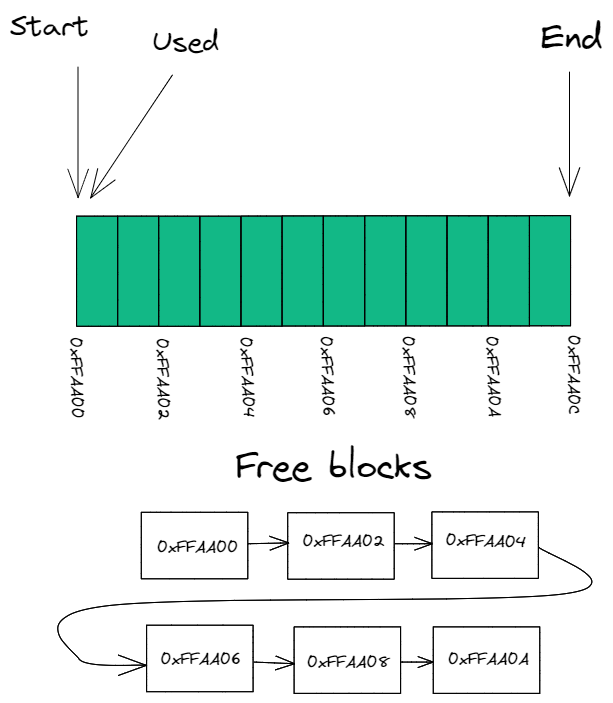 Start
Used
End
0xFFAA00
0xFFAA02
0xFFAA04
0xFFAA06
0xFFAA08
0xFFAA0A
0xFFAA0C
Free blocks
0xFFAA00
0xFFAA02
0xFFAA04
0xFFAA06
0xFFAA08
0xFFAA0A